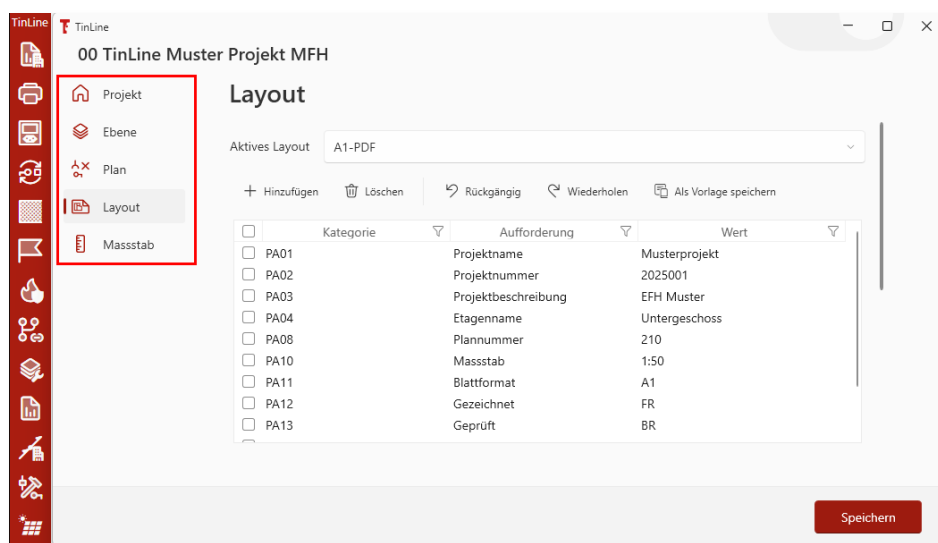 TinLine
TinLine
00 TinLine Muster Projekt MFH
Projekt
Ebene
Plan
Layout
Massstab
Layout
Aktives Layout A1-PDF
Hinzufügen Löschen Rückgängig Wiederholen Als Vorlage speichern
Kategorie Aufforderung Wert
PA01 Projektname Musterprojekt
PA02 Projektnummer 2025001
PA03 Projektbeschreibung EFH Muster
PA04 Etagenname Untergeschoss
PA08 Plannummer 210
PA10 Massstab 1:50
PA11 Blattformat A1
PA12 Gezeichnet FR
PA13 Geprüft BR
Speichern